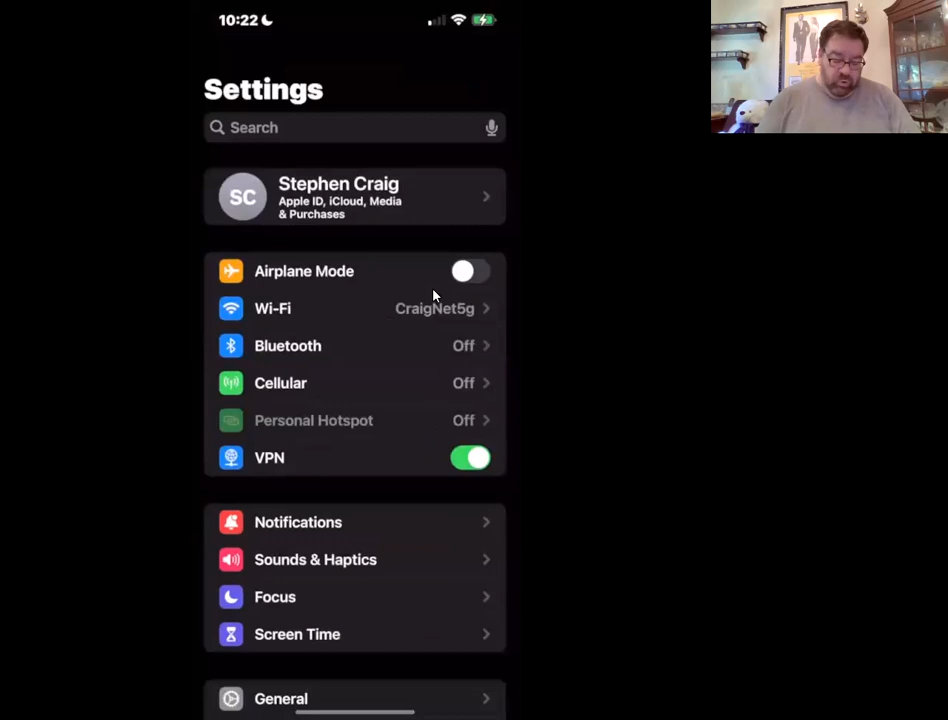 10:22
Settings
Search
SC
Stephen Craig
Apple ID, iCloud, Media
& Purchases
Airplane Mode
Wi-Fi CraigNet5g
Bluetooth Off
Cellular Off
Personal Hotspot Off
VPN
Notifications
Sounds & Haptics
Focus
Screen Time
General